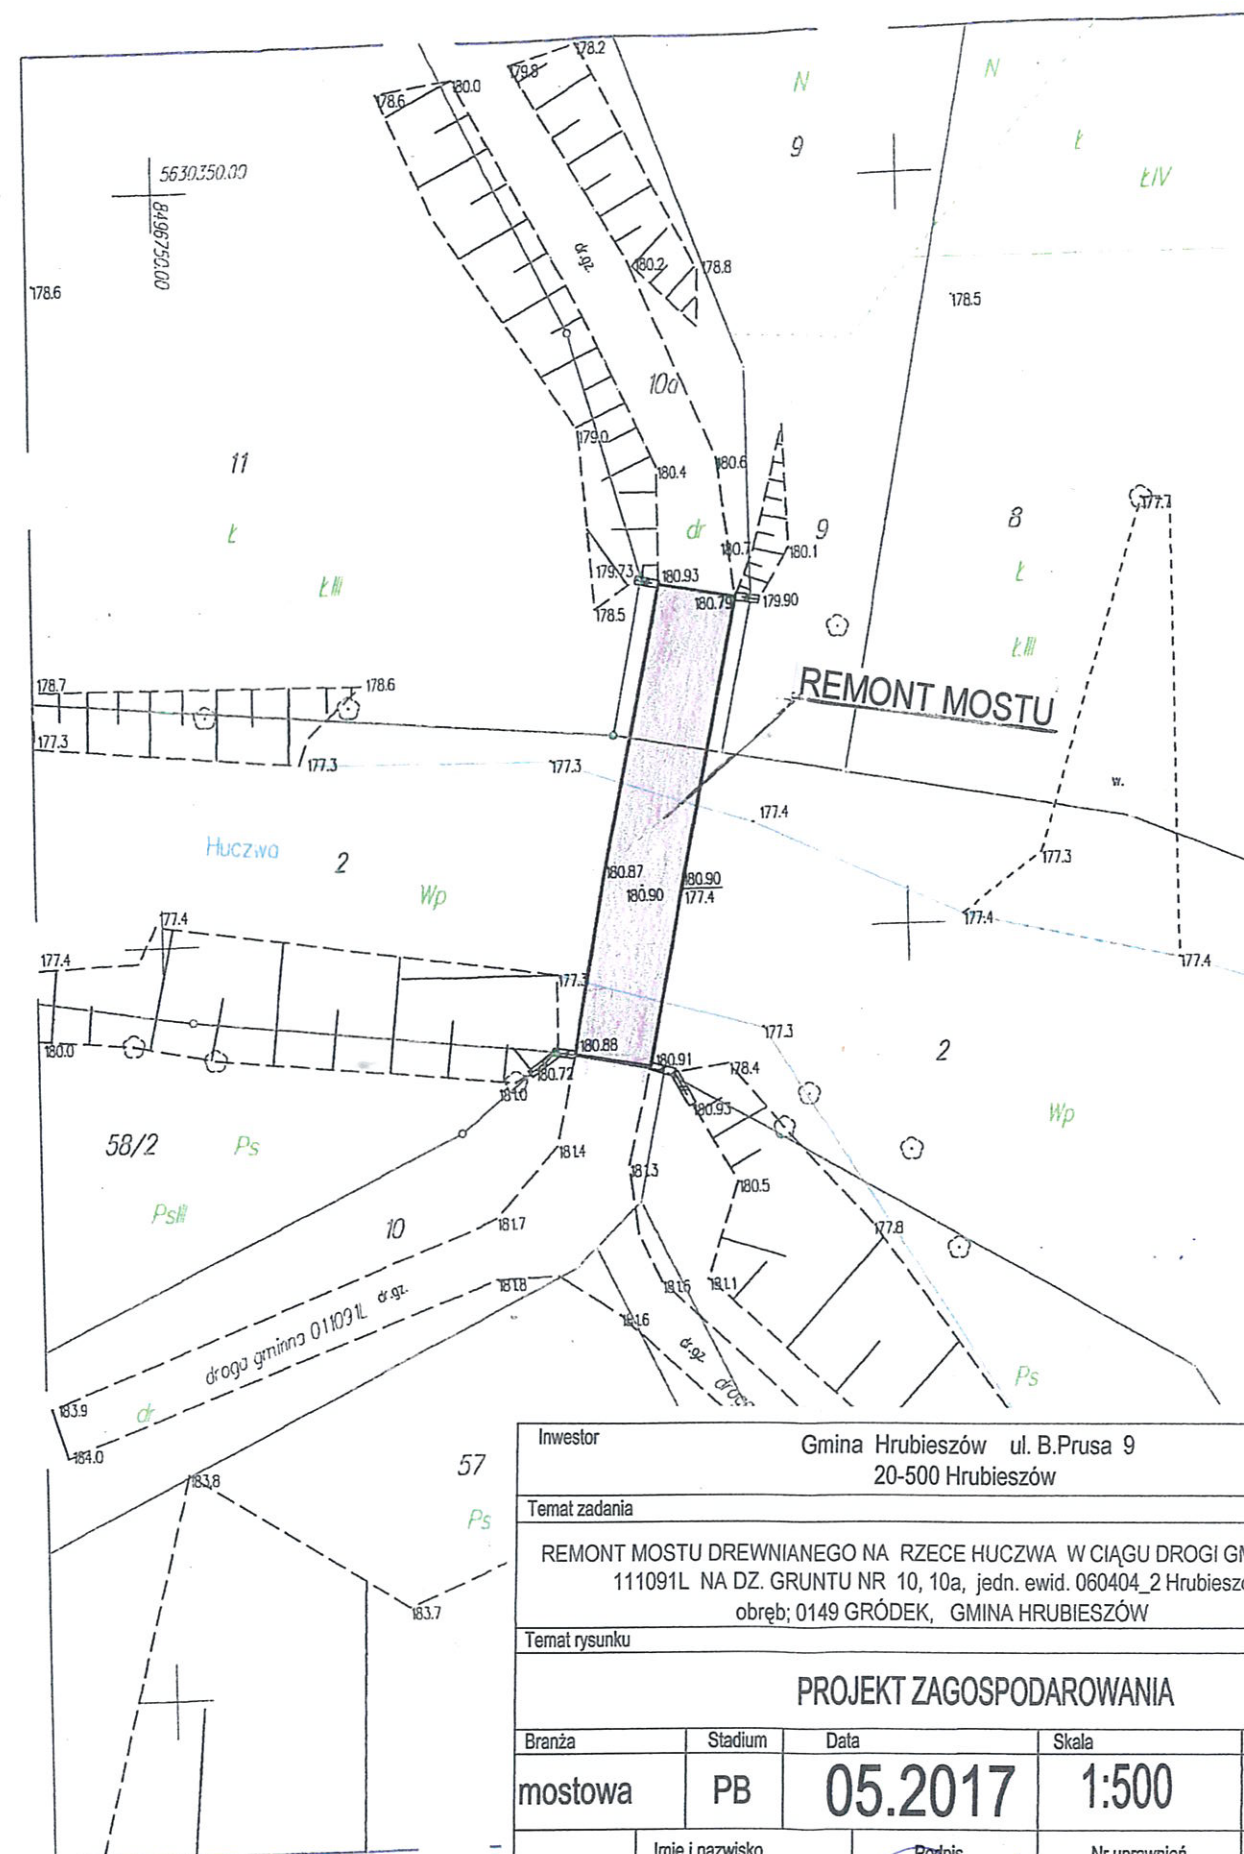 178.2
179.8
180.0
178.6
N
N
9
Ł
ŁIV
5630350.00
8496750.00
dr.gż.
180.2
178.8
178.6
178.5
10a
179.0
180.4
180.6
11
Ł
ŁIII
dr
9
8
177.7
180.7
180.1
Ł
ŁIII
179.73
180.93
180.79
179.90
178.5
REMONT MOSTU
178.7
178.6
177.3
177.3
177.3
w.
177.4
Huczwa
2
Wp
177.3
180.87
180.90
180.90
177.4
177.4
177.4
177.4
177.4
177.3
177.3
180.0
180.88
180.72
180.91
178.4
2
181.0
180.93
Wp
58/2
Ps
PsIII
181.4
181.3
180.5
10
181.7
177.8
181.8
181.6
181.1
181.6
droga gminna 011091L dr.gż.
dr.gż.
Ps
183.9
dr
184.0
183.8
57
Ps
183.7
Inwestor
Gmina Hrubieszów ul. B.Prusa 9
20-500 Hrubieszów
Temat zadania
REMONT MOSTU DREWNIANEGO NA RZECE HUCZWA W CIĄGU DROGI
111091L NA DZ. GRUNTU NR 10, 10a, jedn. ewid. 060404_2 Hrubieszó
obręb; 0149 GRÓDEK, GMINA HRUBIESZÓW
Temat rysunku
PROJEKT ZAGOSPODAROWANIA
Branża Stadium Data Skala
mostowa PB 05.2017 1:500
Imię i nazwisko Podpis Nr uprawnień